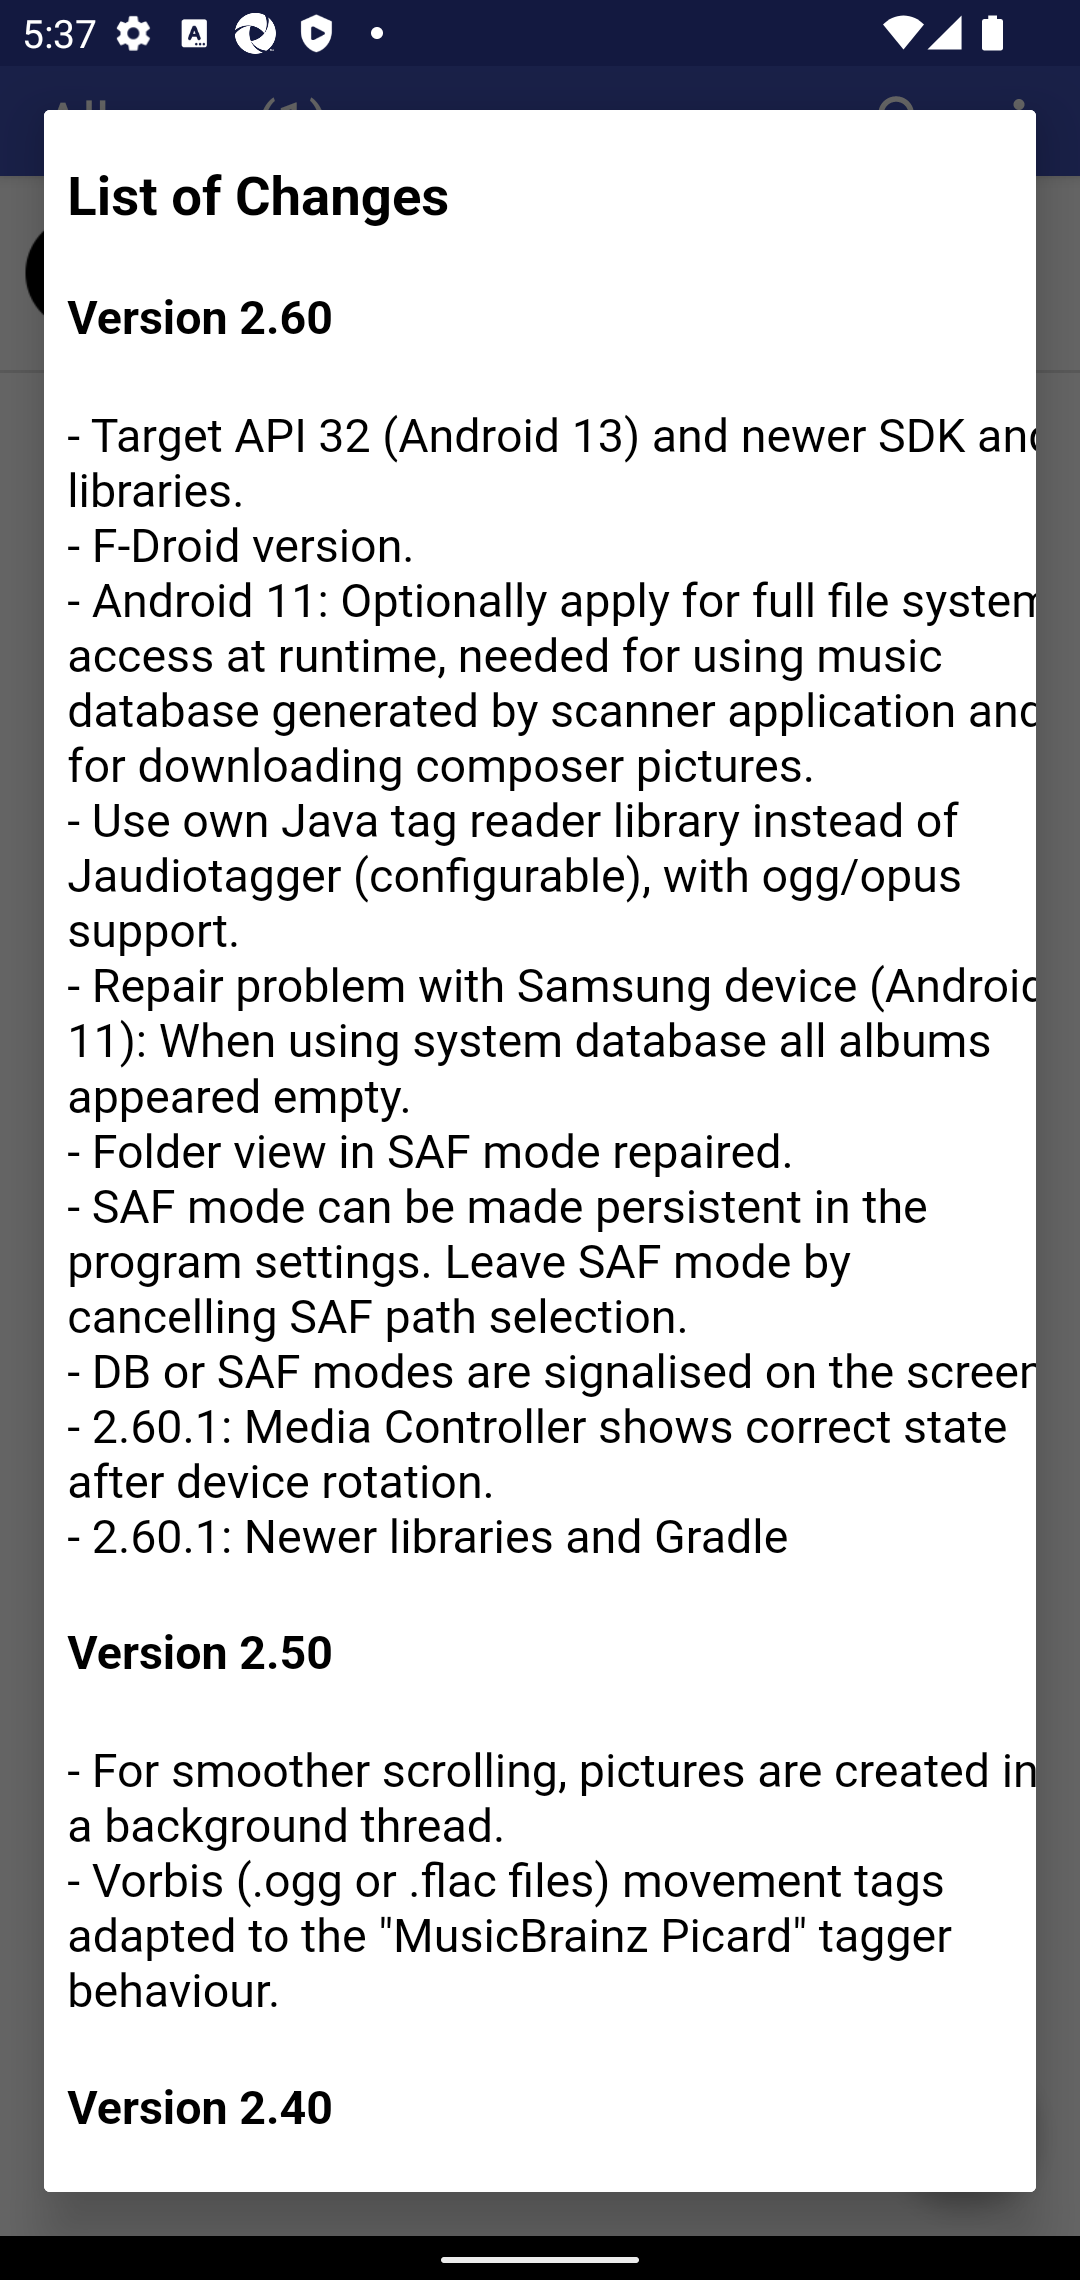 5:37
List of Changes
Version 2.60
- Target API 32 (Android 13) and newer SDK and
libraries.
- F-Droid version.
- Android 11: Optionally apply for full file system
access at runtime, needed for using music
database generated by scanner application and
for downloading composer pictures.
- Use own Java tag reader library instead of
Jaudiotagger (configurable), with ogg/opus
support.
- Repair problem with Samsung device (Android
11): When using system database all albums
appeared empty.
- Folder view in SAF mode repaired.
- SAF mode can be made persistent in the
program settings. Leave SAF mode by
cancelling SAF path selection.
- DB or SAF modes are signalised on the screen
- 2.60.1: Media Controller shows correct state
after device rotation.
- 2.60.1: Newer libraries and Gradle
Version 2.50
- For smoother scrolling, pictures are created in
a background thread.
- Vorbis (.ogg or .flac files) movement tags
adapted to the "MusicBrainz Picard" tagger
behaviour.
Version 2.40